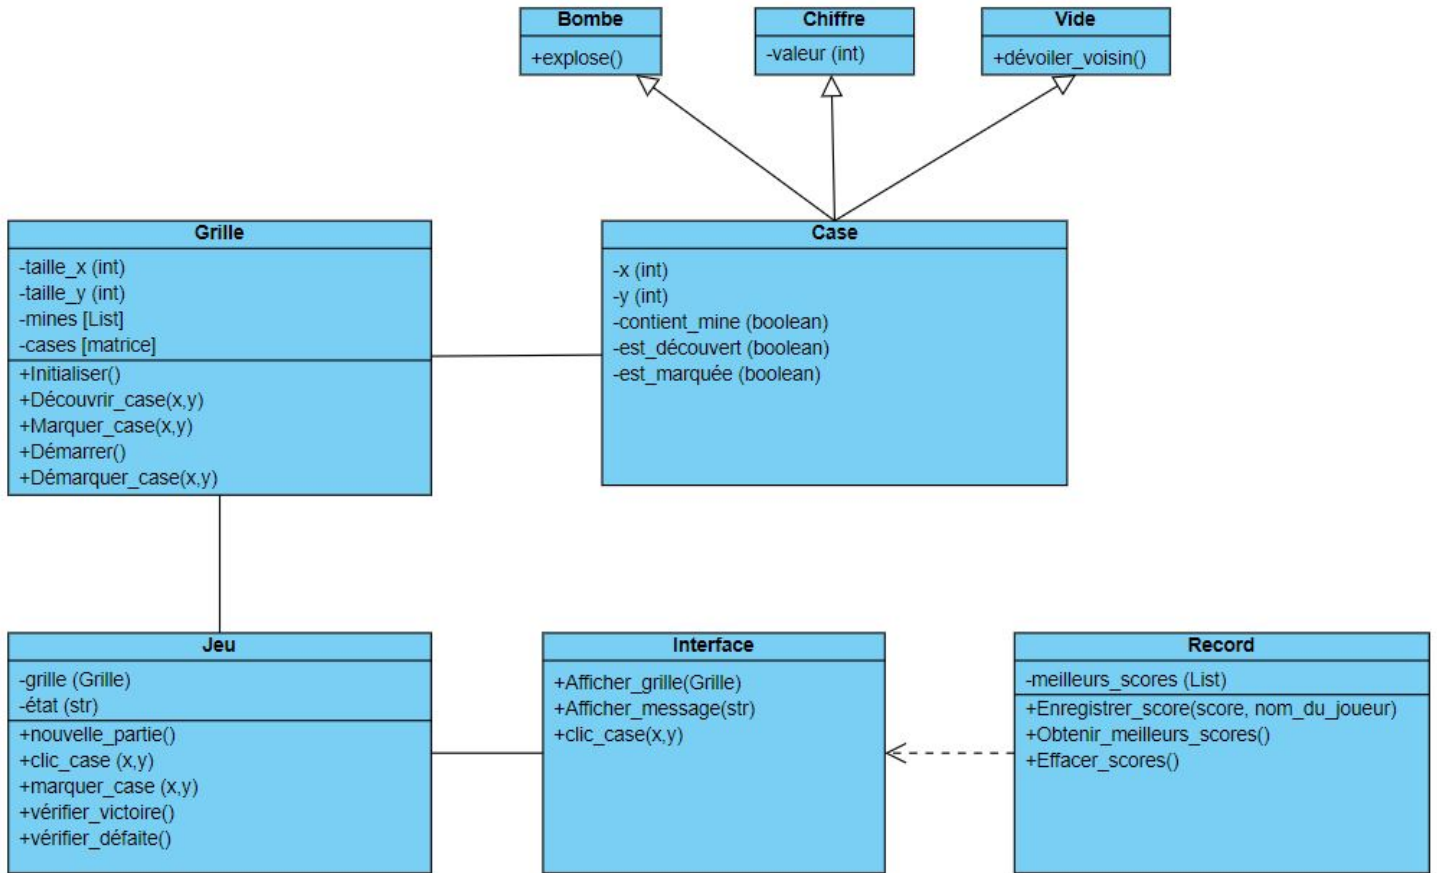 Bombe
+explose()
Chiffre
-valeur (int)
Vide
+dévoiler_voisin()
Grille
-taille_x (int)
-taille_y (int)
-mines [List]
-cases [matrice]
+Initialiser()
+Découvrir_case(x,y)
+Marquer_case(x,y)
+Démarrer()
+Démarquer_case(x,y)
Case
-x (int)
-y (int)
-contient_mine (boolean)
-est_découvert (boolean)
-est_marquée (boolean)
Jeu
-grille (Grille)
-état (str)
+nouvelle_partie()
+clic_case (x,y)
+marquer_case (x,y)
+vérifier_victoire()
+vérifier_défaite()
Interface
+Afficher_grille(Grille)
+Afficher_message(str)
+clic_case(x,y)
Record
-meilleurs_scores (List)
+Enregistrer_score(score, nom_du_joueur)
+Obtenir_meilleurs_scores()
+Effacer_scores()